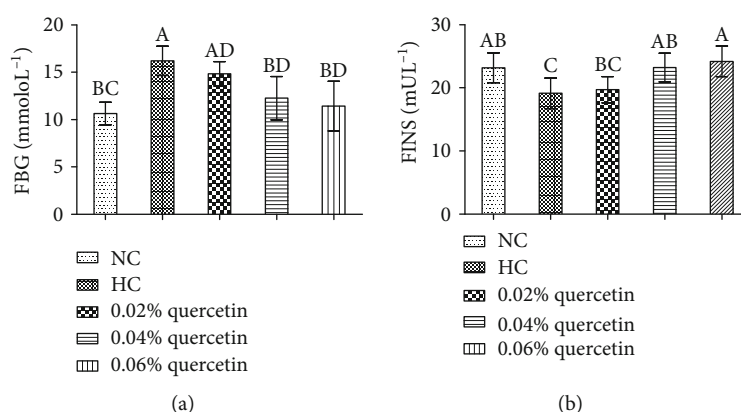 20
15
10
5
0
FBG (mmoloL⁻¹)
BC
A
AD
BD
BD
NC
HC
0.02% quercetin
0.04% quercetin
0.06% quercetin
(a)
30
20
10
0
FINS (mUL⁻¹)
AB
C
BC
AB
A
NC
HC
0.02% quercetin
0.04% quercetin
0.06% quercetin
(b)